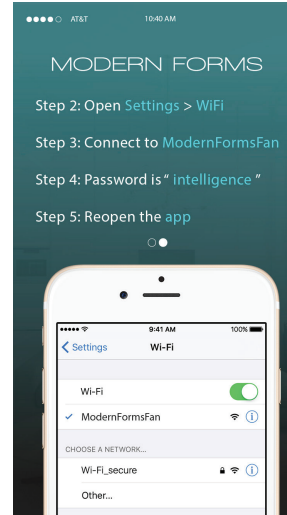 AT&T 10:40 AM
MODERN FORMS
Step 2: Open Settings > WiFi
Step 3: Connect to ModernFormsFan
Step 4: Password is “ intelligence ”
Step 5: Reopen the app
9:41 AM 100%
Settings Wi-Fi
Wi-Fi
ModernFormsFan
CHOOSE A NETWORK...
Wi-Fi_secure
Other...